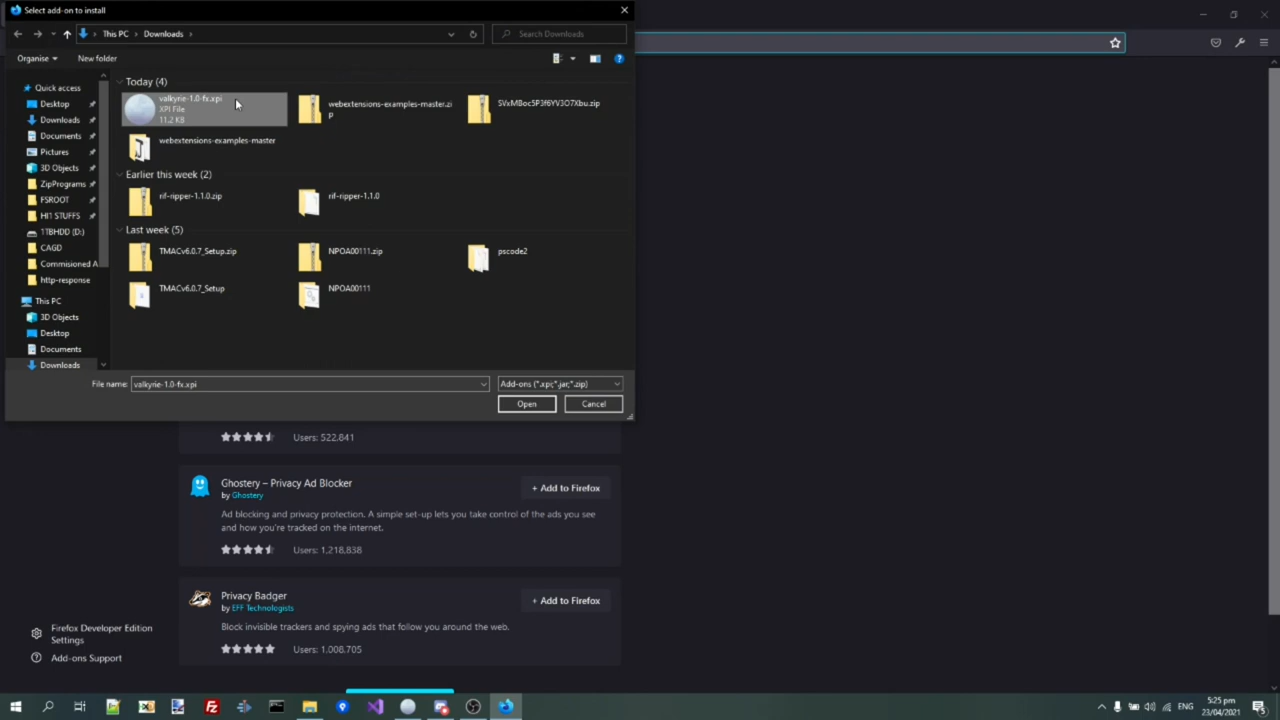 Select add-on to install
This PC
Downloads
Search Downloads
Organise
New folder
Quick access
Desktop
Downloads
Documents
Pictures
3D Objects
ZipPrograms
FSROOT
HI1 STUFFS
1TBHDD (D:)
CAGD
Commisioned A
http-response
This PC
3D Objects
Desktop
Documents
Downloads
Today (4)
valkyrie-1.0-fx.xpi
XPI File
11.2 KB
webextensions-examples-master.zi
p
SVxMBoc5P3f6YV3O7Xbu.zip
webextensions-examples-master
Earlier this week (2)
rif-ripper-1.1.0.zip
rif-ripper-1.1.0
Last week (5)
TMACv6.0.7_Setup.zip
NPOA00111.zip
pscode2
TMACv6.0.7_Setup
NPOA00111
File name:
valkyrie-1.0-fx.xpi
Add-ons (*.xpi;*.jar;*.zip)
Open
Cancel
Users: 522,841
Ghostery – Privacy Ad Blocker
by Ghostery
+ Add to Firefox
Ad blocking and privacy protection. A simple set-up lets you take control of the ads you see
and how you're tracked on the internet.
Users: 1,218,838
Privacy Badger
by EFF Technologists
+ Add to Firefox
Block invisible trackers and spying ads that follow you around the web.
Users: 1,008,705
Firefox Developer Edition
Settings
Add-ons Support
ENG
5:25 pm
23/04/2021
5